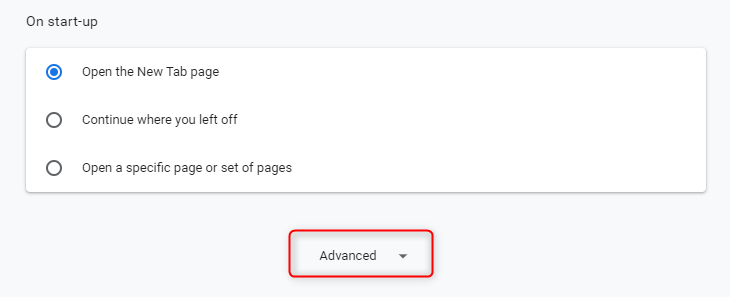 On start-up
Open the New Tab page
Continue where you left off
Open a specific page or set of pages
Advanced